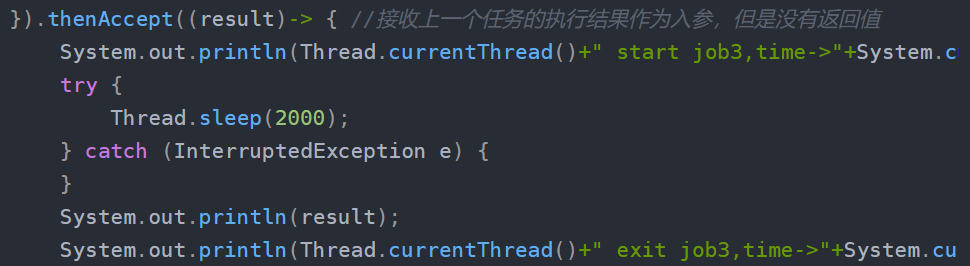 }).thenAccept((result)-> { //接收上一个任务的执行结果作为入参，但是没有返回值
System.out.println(Thread.currentThread()+" start job3,time->"+System.c
try {
Thread.sleep(2000);
} catch (InterruptedException e) {
}
System.out.println(result);
System.out.println(Thread.currentThread()+" exit job3,time->"+System.cu